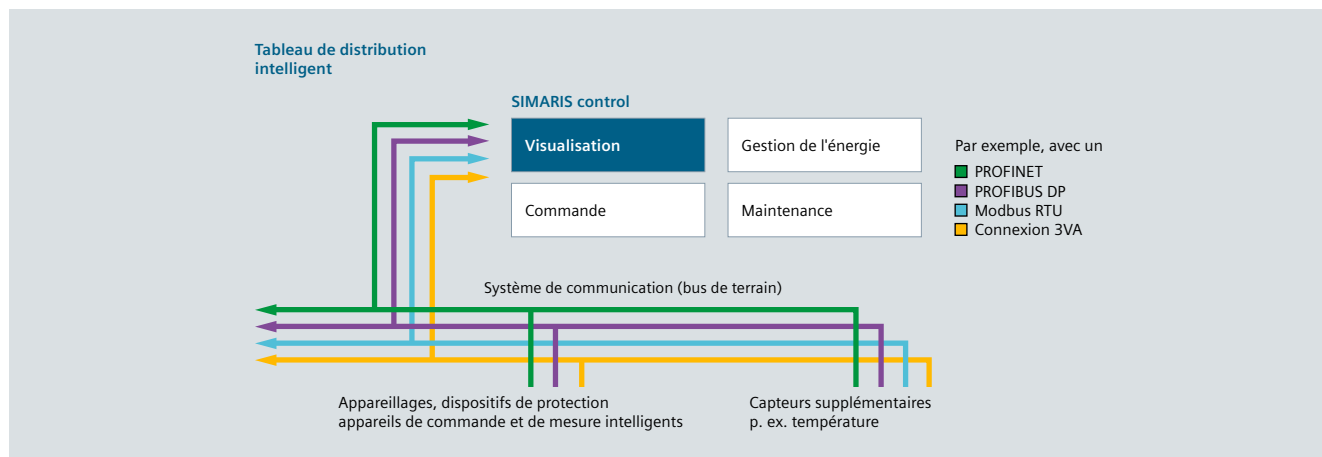 Tableau de distribution
intelligent
SIMARIS control
Visualisation
Gestion de l'énergie
Commande
Maintenance
Par exemple, avec un
PROFINET
PROFIBUS DP
Modbus RTU
Connexion 3VA
Système de communication (bus de terrain)
Appareillages, dispositifs de protection
appareils de commande et de mesure intelligents
Capteurs supplémentaires
p. ex. température